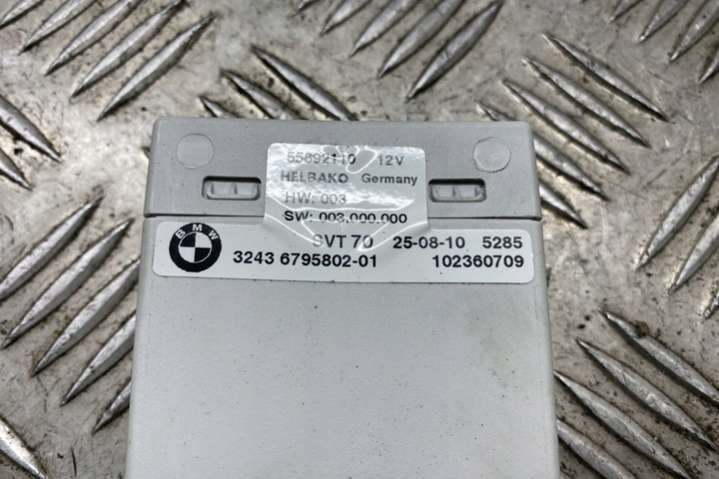 55892110 12V
HELBAKO Germany
HW: 003
SW: 003.000.000
BMW
SVT 70 25-08-10 5285
3243 6795802-01 102360709